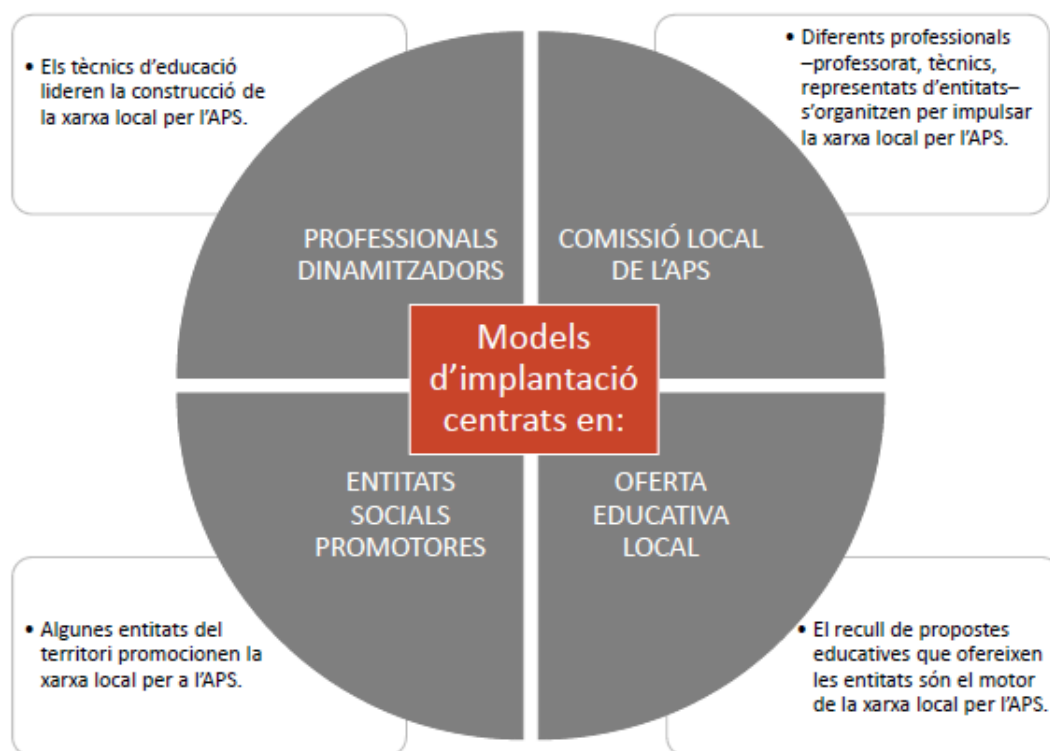 • Els tècnics d'educació
lideren la construcció de
la xarxa local per l'APS.
• Diferents professionals
–professorat, tècnics,
representats d'entitats–
s'organitzen per impulsar
la xarxa local per l'APS.
PROFESSIONALS
DINAMITZADORS
COMISSIÓ LOCAL
DE L'APS
Models
d'implantació
centrats en:
ENTITATS
SOCIALS
PROMOTORES
OFERTA
EDUCATIVA
LOCAL
• Algunes entitats del
territori promocionen la
xarxa local per a l'APS.
• El recull de propostes
educatives que ofereixen
les entitats són el motor
de la xarxa local per l'APS.